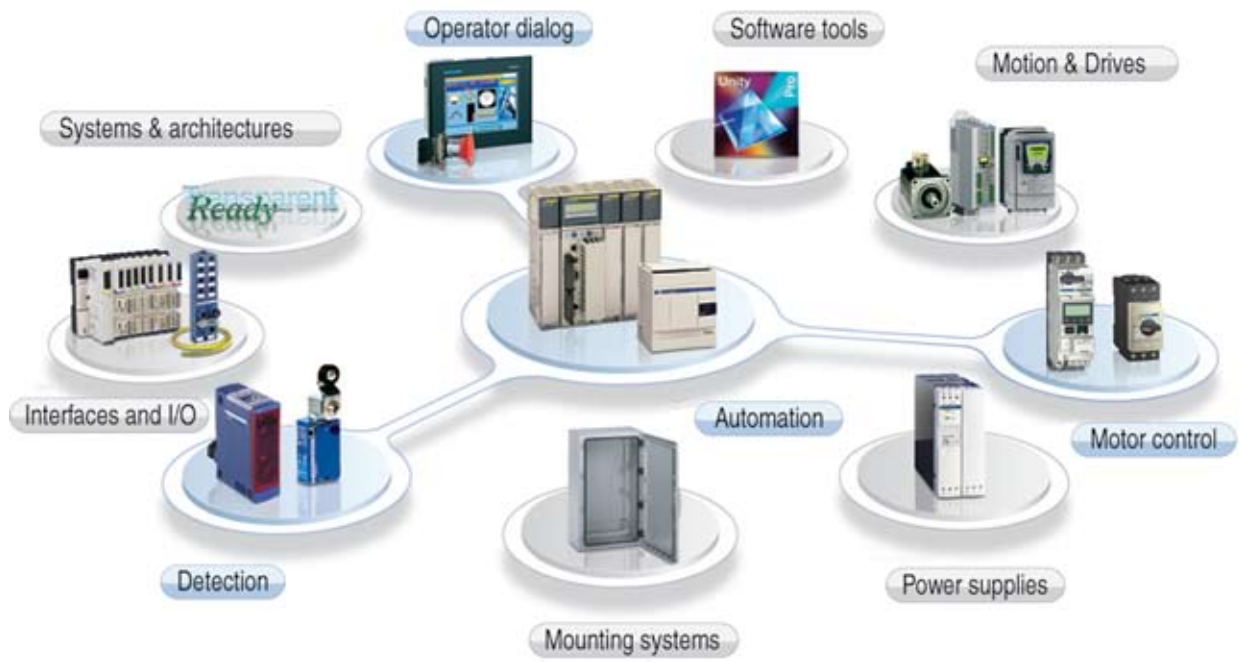 Operator dialog
Software tools
Motion & Drives
Systems & architectures
Unity
Pro
Transparent
Ready
Interfaces and I/O
Automation
Motor control
Detection
Power supplies
Mounting systems